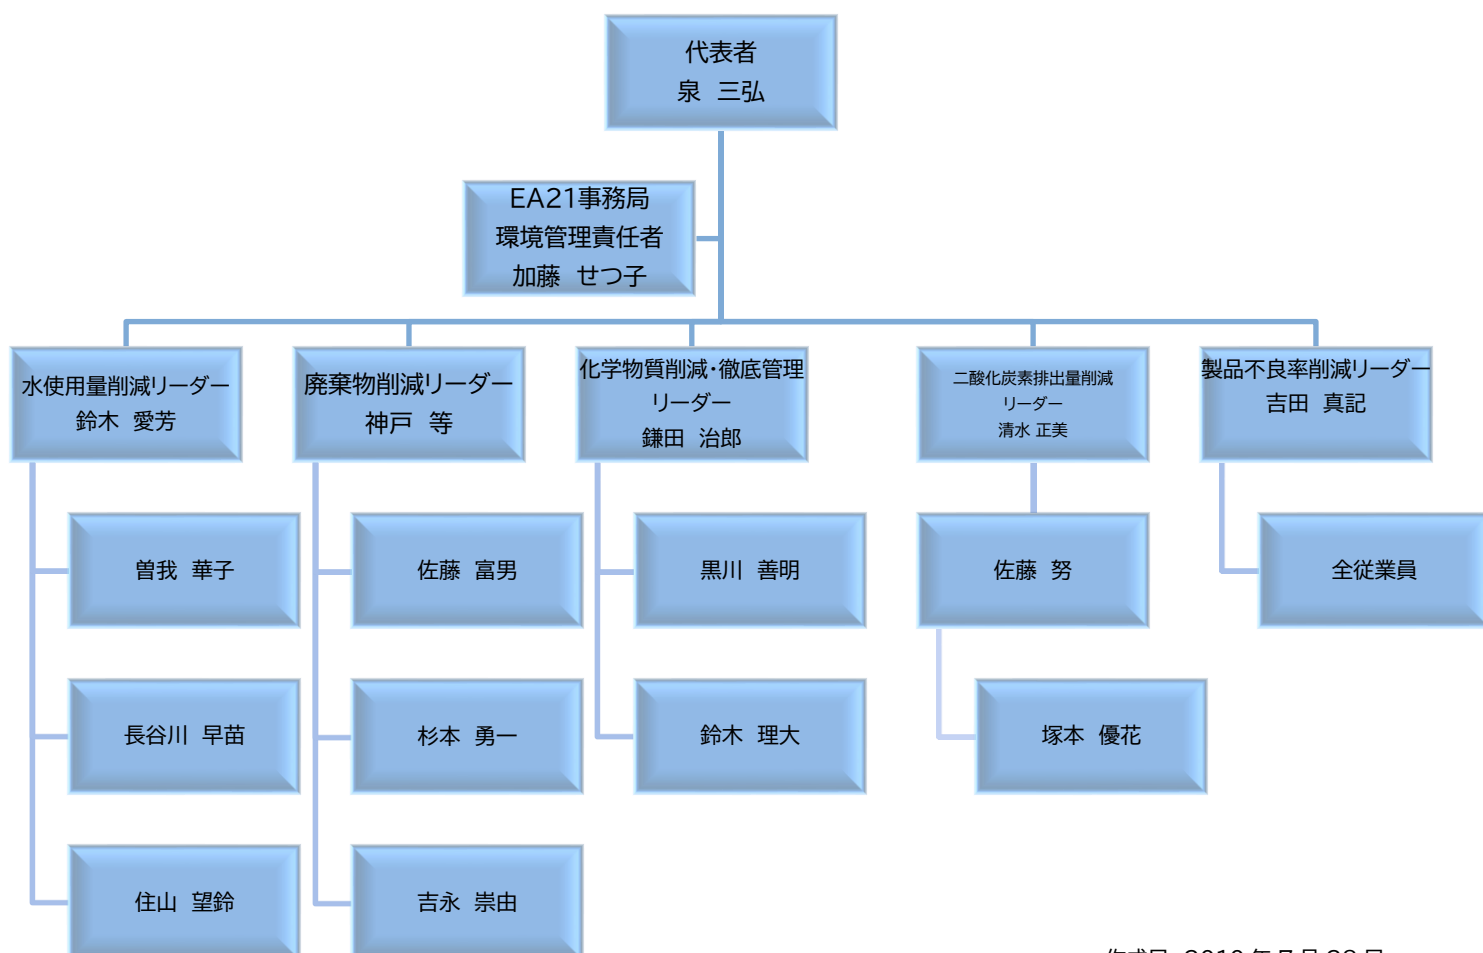 代表者
泉 三弘
EA21事務局
環境管理責任者
加藤 せつ子
水使用量削減リーダー
鈴木 愛芳
廃棄物削減リーダー
神戸 等
化学物質削減・徹底管理
リーダー
鎌田 治郎
二酸化炭素排出量削減
リーダー
清水 正美
製品不良率削減リーダー
吉田 真記
曽我 華子
佐藤 富男
黒川 善明
佐藤 努
全従業員
長谷川 早苗
杉本 勇一
鈴木 理大
塚本 優花
住山 望鈴
吉永 崇由